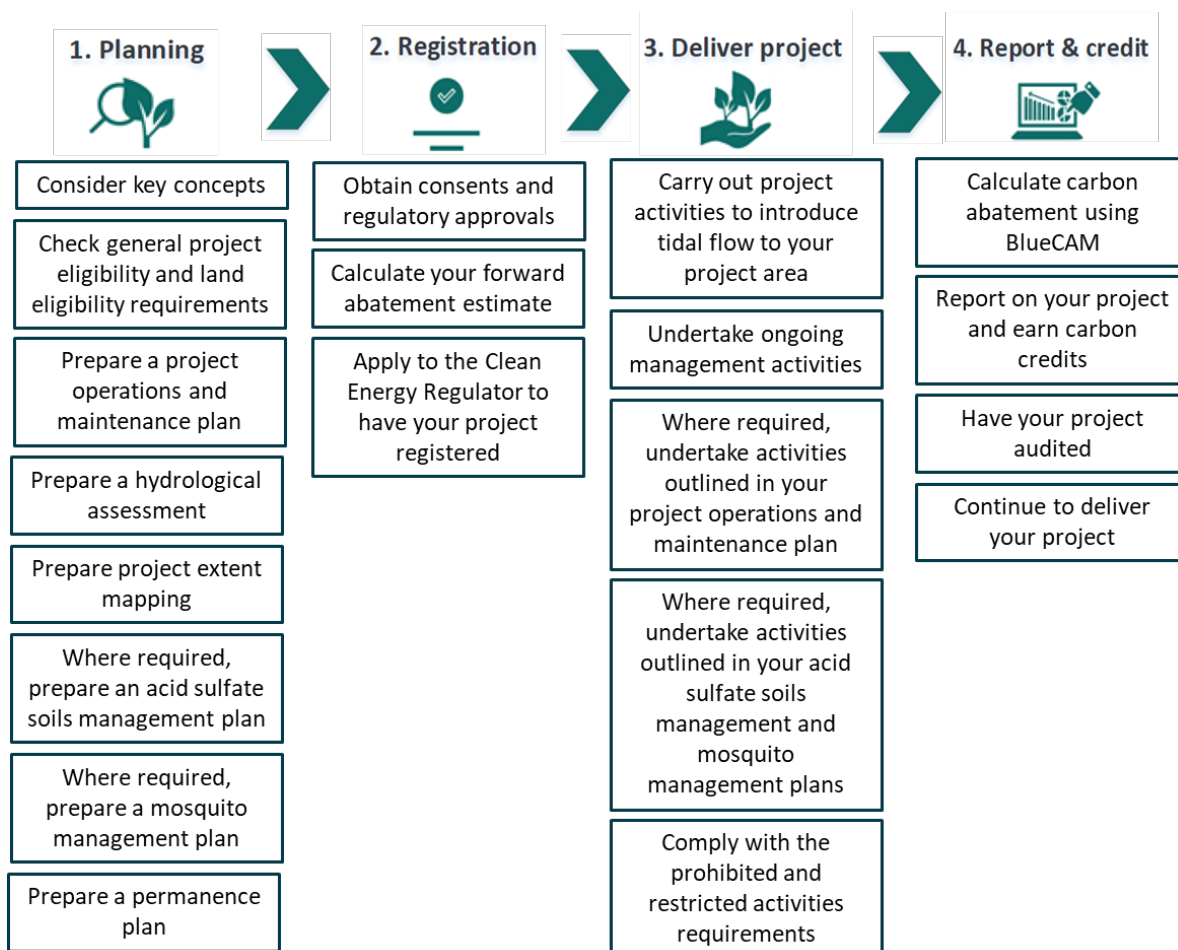 1. Planning
Consider key concepts
Check general project
eligibility and land
eligibility requirements
Prepare a project
operations and
maintenance plan
Prepare a hydrological
assessment
Prepare project extent
mapping
Where required,
prepare an acid sulfate
soils management plan
Where required,
prepare a mosquito
management plan
Prepare a permanence
plan
2. Registration
Obtain consents and
regulatory approvals
Calculate your forward
abatement estimate
Apply to the Clean
Energy Regulator to
have your project
registered
3. Deliver project
Carry out project
activities to introduce
tidal flow to your
project area
Undertake ongoing
management activities
Where required,
undertake activities
outlined in your
project operations and
maintenance plan
Where required,
undertake activities
outlined in your acid
sulfate soils
management and
mosquito
management plans
Comply with the
prohibited and
restricted activities
requirements
4. Report & credit
Calculate carbon
abatement using
BlueCAM
Report on your project
and earn carbon
credits
Have your project
audited
Continue to deliver
your project